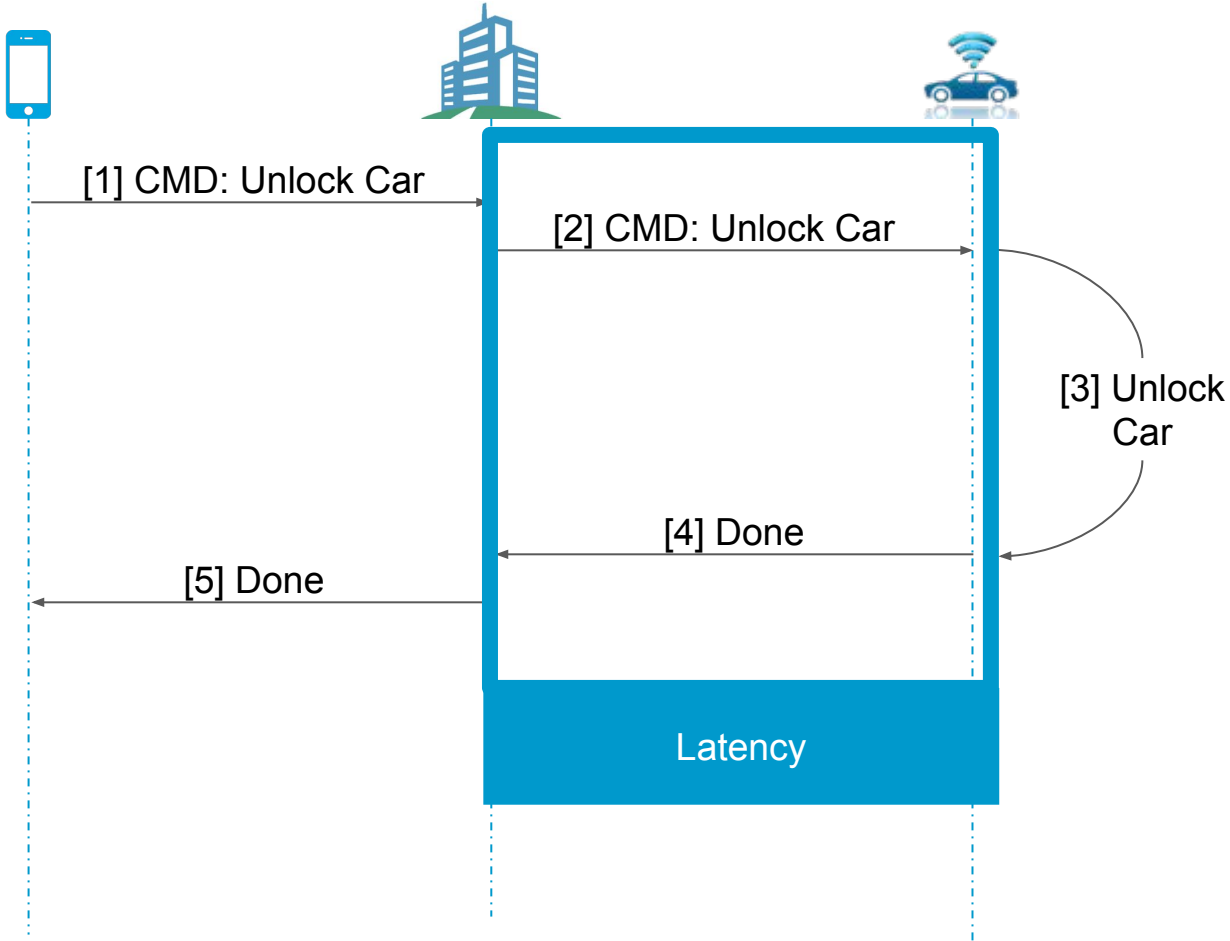 [1] CMD: Unlock Car
[2] CMD: Unlock Car
[3] Unlock
Car
[4] Done
[5] Done
Latency